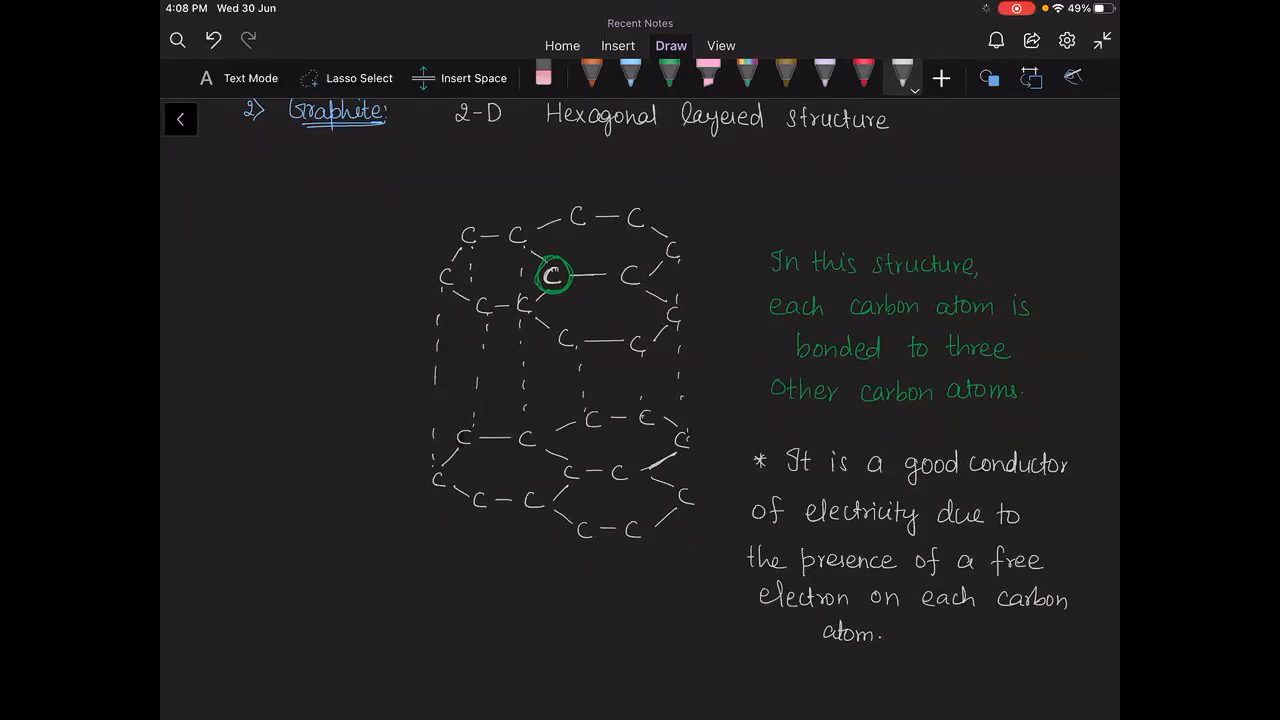 4:08 PM Wed 30 Jun
49%
Recent Notes
Home Insert Draw View
Text Mode Lasso Select Insert Space
2) Graphite: 2-D Hexagonal layered structure
C - C
C - C
C
C
C — C
C - C
C
C — C
C - C
C — C
C
C - C
C
C - C
C
C - C
In this structure,
each carbon atom is
bonded to three
other carbon atoms.
* It is a good conductor
of electricity due to
the presence of a free
electron on each carbon
atom.